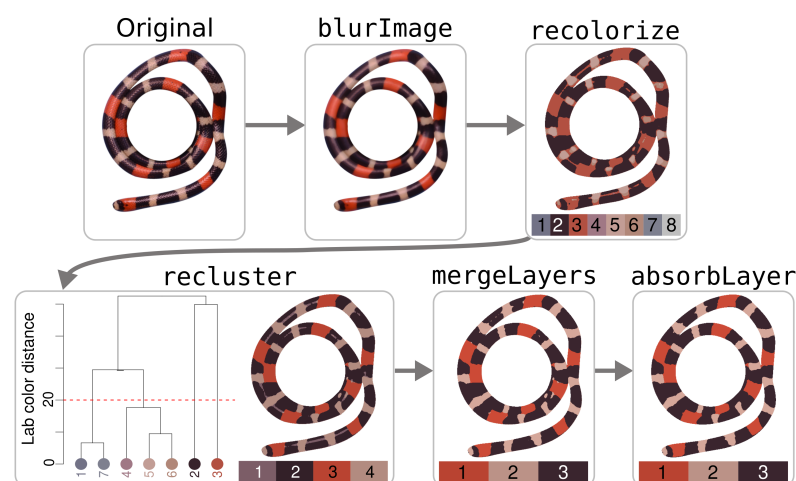 Original blurImage recolorize
1 2 3 4 5 6 7 8
recluster mergeLayers absorbLayer
Lab color distance
20
0
1 7 4 5 6 2 3
1 2 3 4
1 2 3
1 2 3